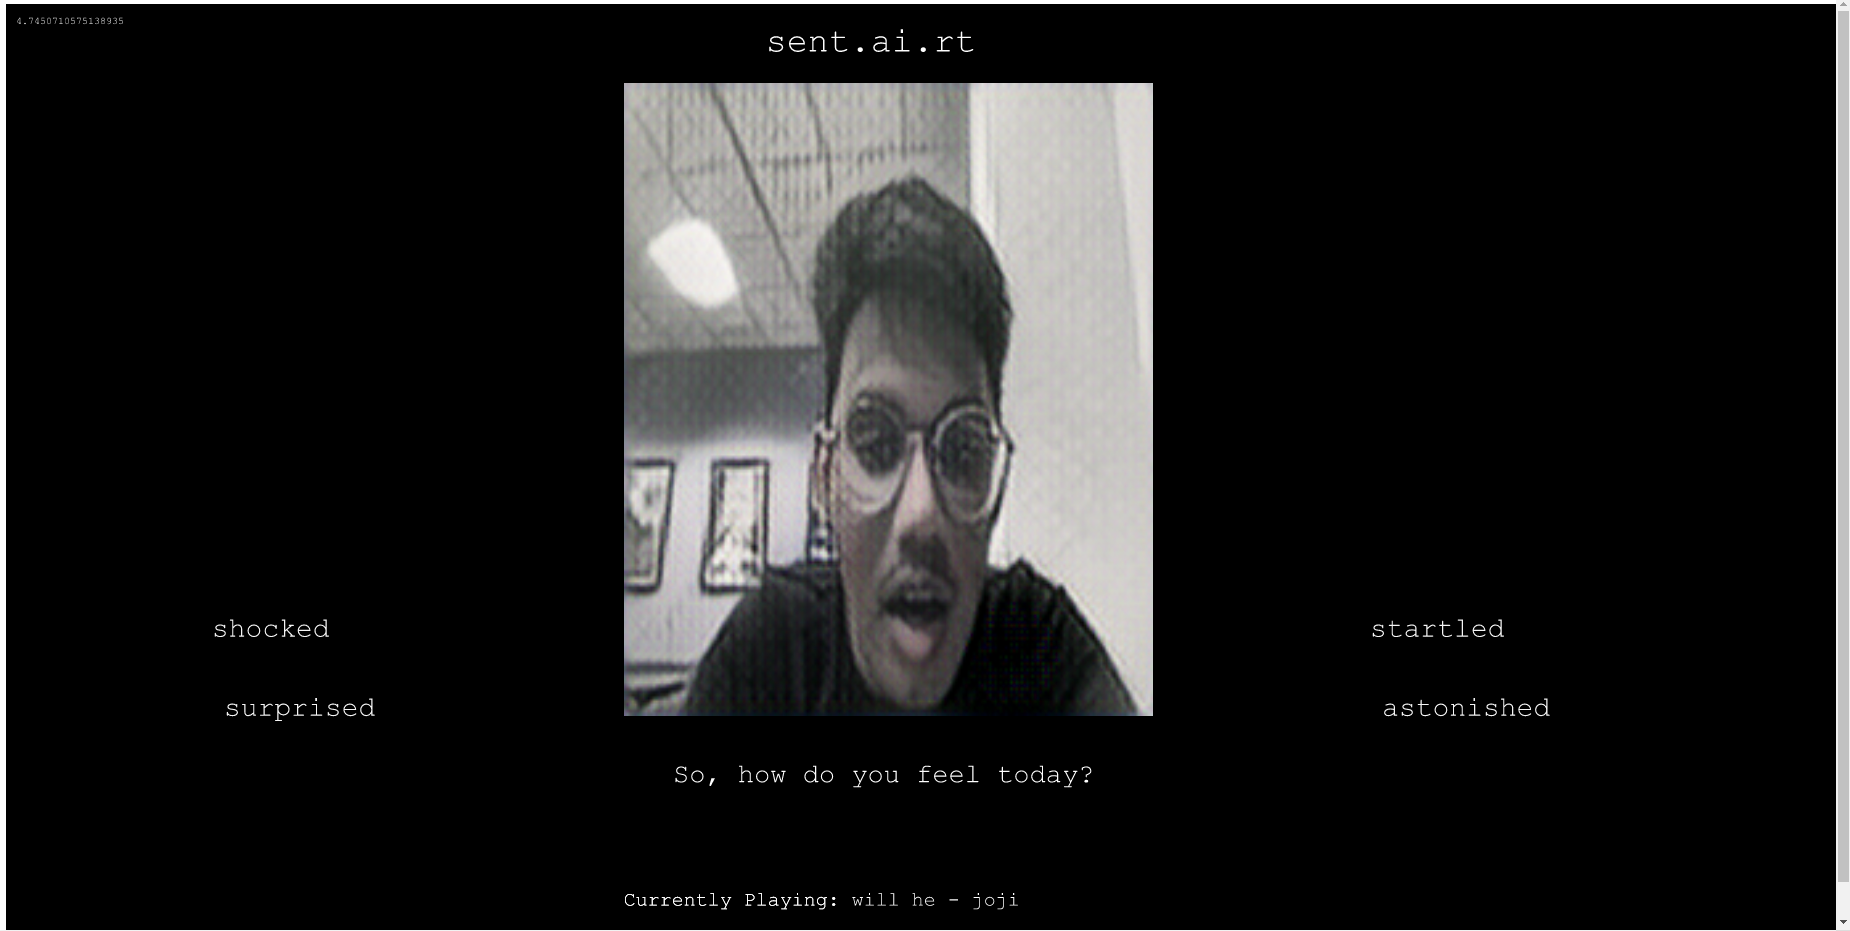 4.7450710575138935
sent.ai.rt
shocked
startled
surprised
astonished
So, how do you feel today?
Currently Playing: will he - joji